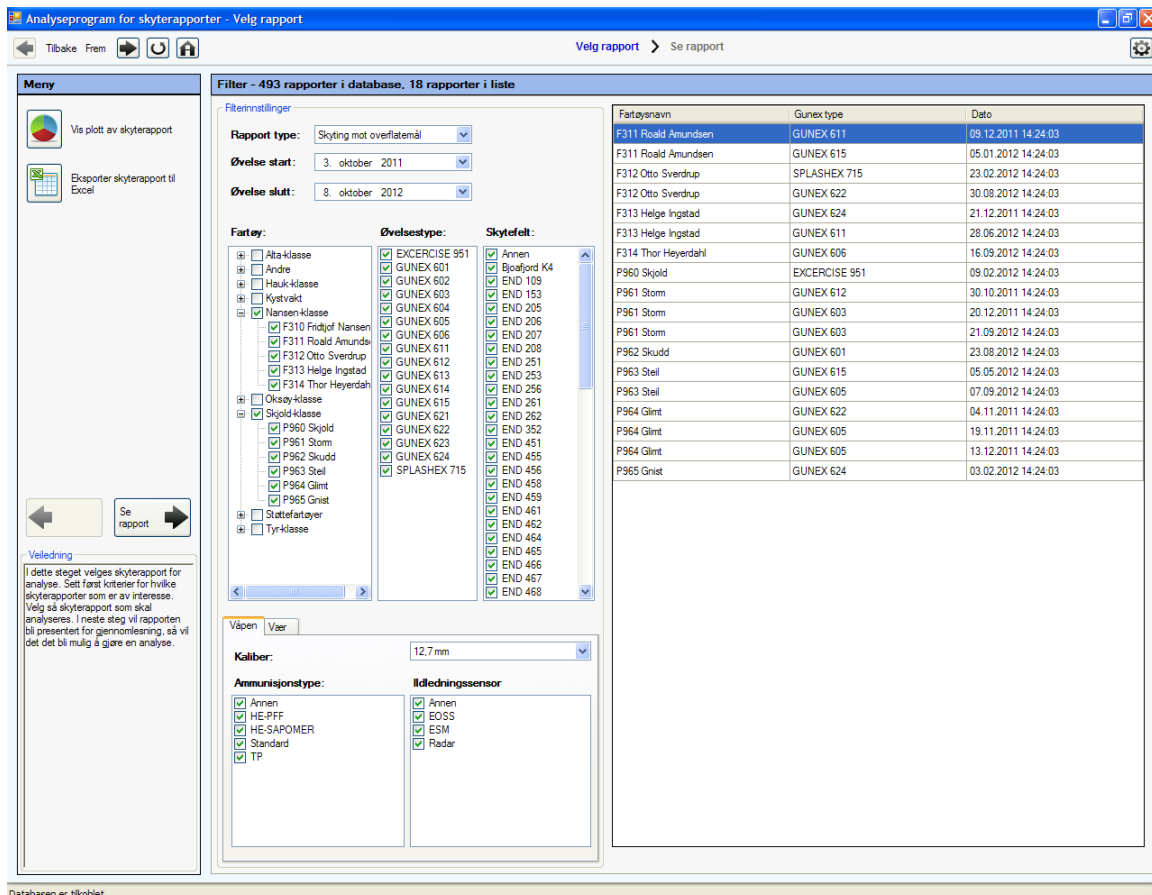 Analyseprogram for skyterapporter - Velg rapport
Tilbake Frem
Velg rapport Se rapport
Meny
Vis plott av skyterapport
Eksporter skyterapport til
Excel
Se
rapport
Veiledning
I dette steget velges skyterapport for
analyse. Sett først kriterier for hvilke
skyterapporter som er av interesse.
Velg så skyterapport som skal
analyseres. I neste steg vil rapporten
bli presentert for gjennomlesning, så vil
det det bli mulig å gjøre en analyse.
Filter - 493 rapporter i database, 18 rapporter i liste
Filterinnstillinger
Rapport type: Skyting mot overflatemål
Øvelse start: 3. oktober 2011
Øvelse slutt: 8. oktober 2012
Fartøy:
Alta-klasse
Andre
Hauk-klasse
Kystvakt
Nansen-klasse
F310 Fridtjof Nansen
F311 Roald Amundse
F312 Otto Sverdrup
F313 Helge Ingstad
F314 Thor Heyerdah
Oksøy-klasse
Skjold-klasse
P960 Skjold
P961 Storm
P962 Skudd
P963 Steil
P964 Glimt
P965 Gnist
Støttefartøyer
Tyr-klasse
Øvelsestype:
EXCERCISE 951
GUNEX 601
GUNEX 602
GUNEX 603
GUNEX 604
GUNEX 605
GUNEX 606
GUNEX 611
GUNEX 612
GUNEX 613
GUNEX 614
GUNEX 615
GUNEX 621
GUNEX 622
GUNEX 623
GUNEX 624
SPLASHEX 715
Skytefelt:
Annen
Bjoafjord K4
END 109
END 153
END 205
END 206
END 207
END 208
END 251
END 253
END 256
END 261
END 262
END 352
END 451
END 455
END 456
END 458
END 459
END 461
END 462
END 464
END 465
END 466
END 467
END 468
Våpen Vær
Kaliber: 12,7 mm
Ammunisjonstype:
Annen
HE-PFF
HE-SAPOMER
Standard
TP
Ildledningssensor
Annen
EOSS
ESM
Radar
Fartøysnavn Gunex type Dato
F311 Roald Amundsen GUNEX 611 09.12.2011 14:24:03
F311 Roald Amundsen GUNEX 615 05.01.2012 14:24:03
F312 Otto Sverdrup SPLASHEX 715 23.02.2012 14:24:03
F312 Otto Sverdrup GUNEX 622 30.08.2012 14:24:03
F313 Helge Ingstad GUNEX 624 21.12.2011 14:24:03
F313 Helge Ingstad GUNEX 611 28.06.2012 14:24:03
F314 Thor Heyerdahl GUNEX 606 16.09.2012 14:24:03
P960 Skjold EXCERCISE 951 09.02.2012 14:24:03
P961 Storm GUNEX 612 30.10.2011 14:24:03
P961 Storm GUNEX 603 20.12.2011 14:24:03
P961 Storm GUNEX 603 21.09.2012 14:24:03
P962 Skudd GUNEX 601 23.08.2012 14:24:03
P963 Steil GUNEX 615 05.05.2012 14:24:03
P963 Steil GUNEX 605 07.09.2012 14:24:03
P964 Glimt GUNEX 622 04.11.2011 14:24:03
P964 Glimt GUNEX 605 19.11.2011 14:24:03
P964 Glimt GUNEX 605 13.12.2011 14:24:03
P965 Gnist GUNEX 624 03.02.2012 14:24:03
Databasen er tilkoblet